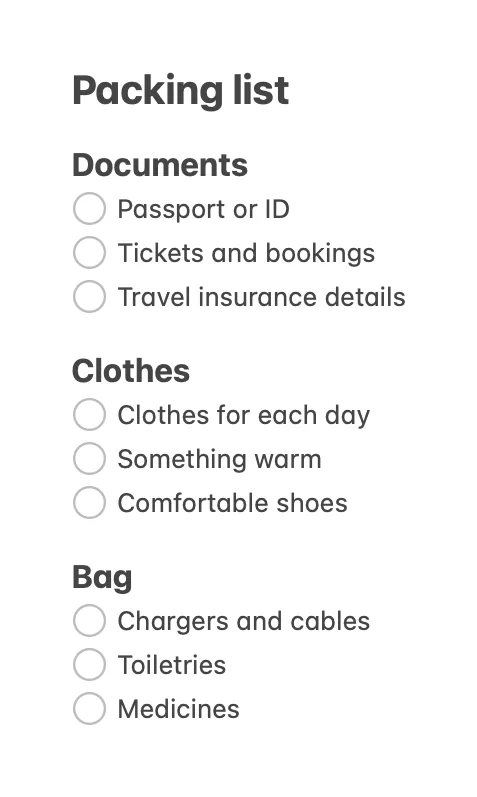 Packing list
Documents
Passport or ID
Tickets and bookings
Travel insurance details
Clothes
Clothes for each day
Something warm
Comfortable shoes
Bag
Chargers and cables
Toiletries
Medicines